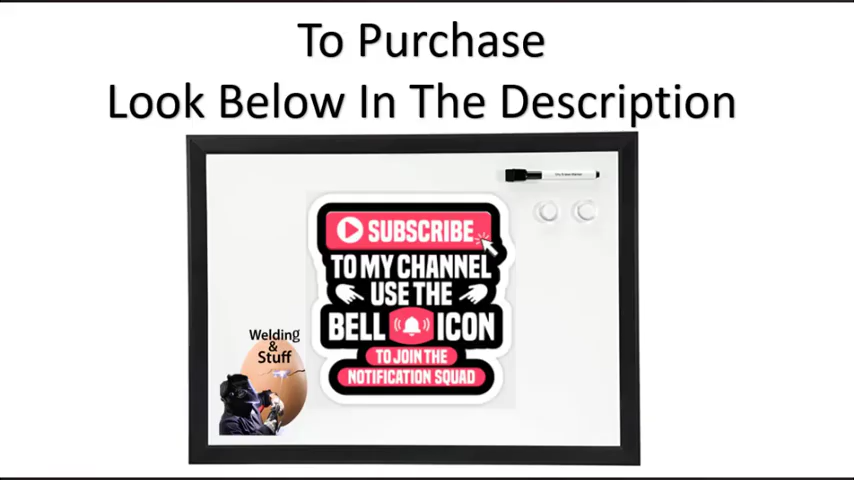 To Purchase
Look Below In The Description
SUBSCRIBE
TO MY CHANNEL
USE THE
BELL ICON
TO JOIN THE
NOTIFICATION SQUAD
Welding
&
Stuff